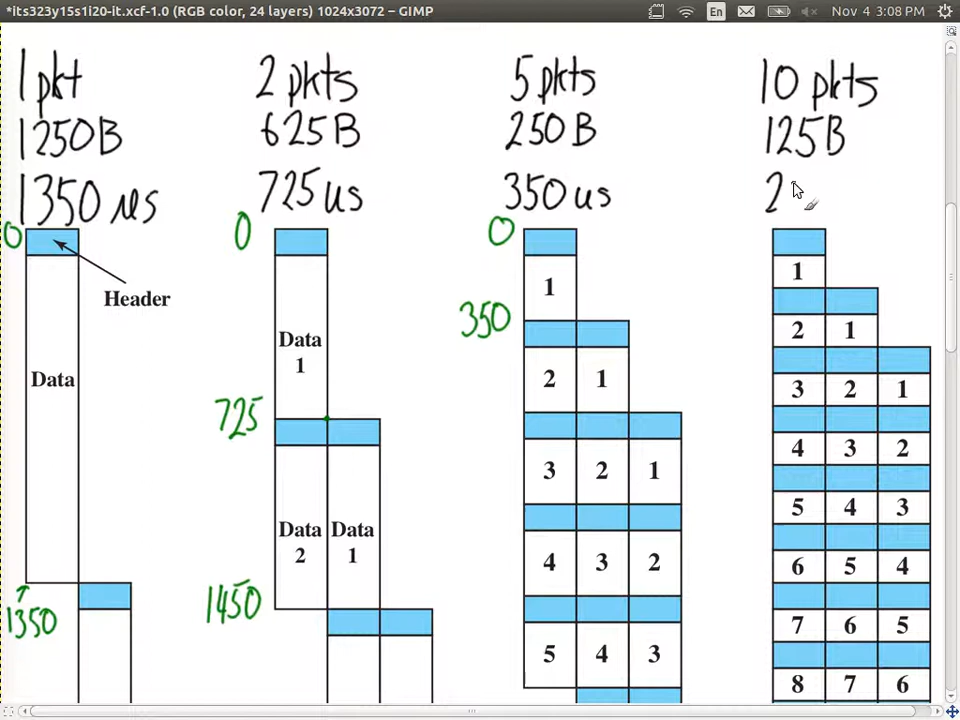 *its323y15s1i20-it.xcf-1.0 (RGB color, 24 layers) 1024x3072 – GIMP
En
Nov 4 3:08 PM
1 pkt
1250B
1350 us
2 pkts
625B
725 us
5 pkts
250B
350 us
10 pkts
125B
2
0
Header
Data
1350
0
Data
1
725
Data
2
Data
1
1450
0
1
350
2 1
3 2 1
4 3 2
5 4 3
1
2 1
3 2 1
4 3 2
5 4 3
6 5 4
7 6 5
8 7 6